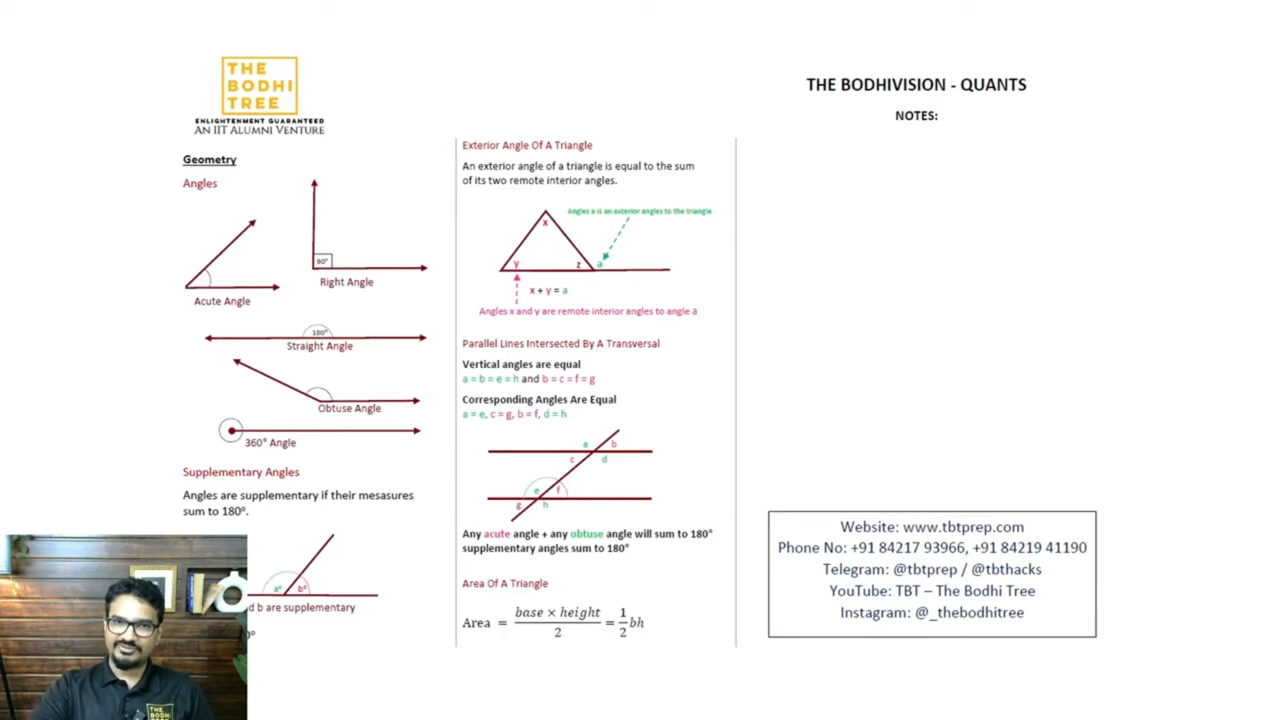 THE
BODHI
TREE
ENLIGHTENMENT GUARANTEED
AN IIT ALUMNI VENTURE
Geometry
Angles
Acute Angle
90°
Right Angle
180°
Straight Angle
Obtuse Angle
360° Angle
Supplementary Angles
Angles are supplementary if their mesasures
sum to 180°.
a° b°
d b are supplementary
0°
THE
BODHI
TREE
Exterior Angle Of A Triangle
An exterior angle of a triangle is equal to the sum
of its two remote interior angles.
Angles a is an exterior angles to the triangle
x
y z a
x + y = a
Angles x and y are remote interior angles to angle a
Parallel Lines Intersected By A Transversal
Vertical angles are equal
a = b = e = h and b = c = f = g
Corresponding Angles Are Equal
a = e, c = g, b = f, d = h
a b
c d
e f
g h
Any acute angle + any obtuse angle will sum to 180°
supplementary angles sum to 180°
Area Of A Triangle
Area = base × height / 2 = 1/2 bh
THE BODHIVISION - QUANTS
NOTES:
Website: www.tbtprep.com
Phone No: +91 84217 93966, +91 84219 41190
Telegram: @tbtprep / @tbthacks
YouTube: TBT – The Bodhi Tree
Instagram: @_thebodhitree